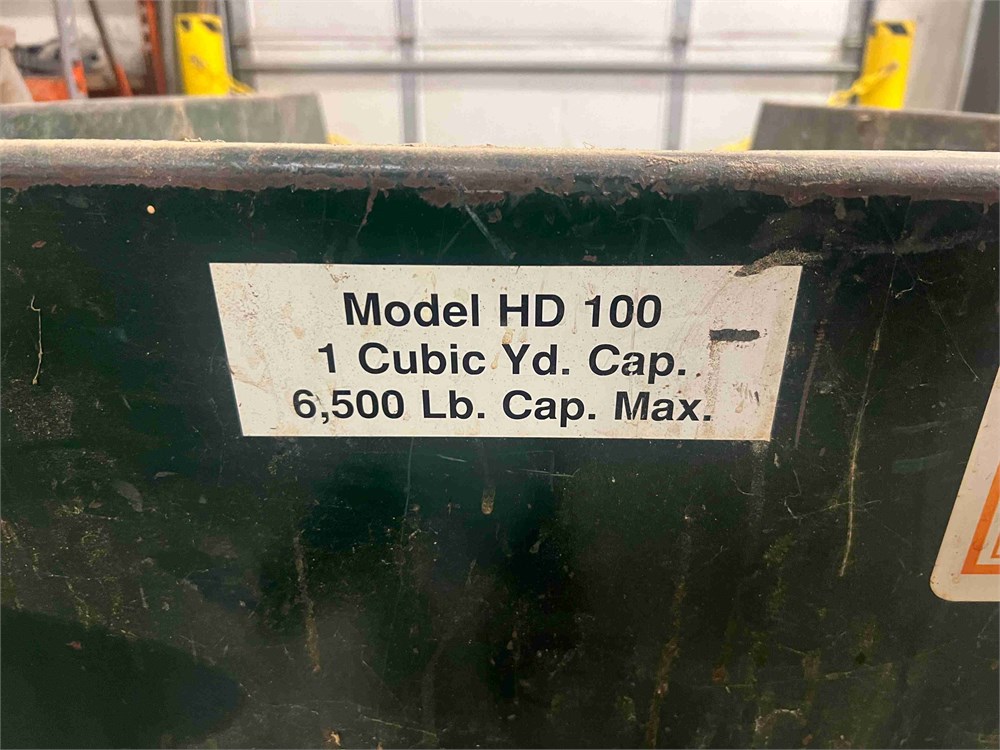 Model HD 100
1 Cubic Yd. Cap.
6,500 Lb. Cap. Max.